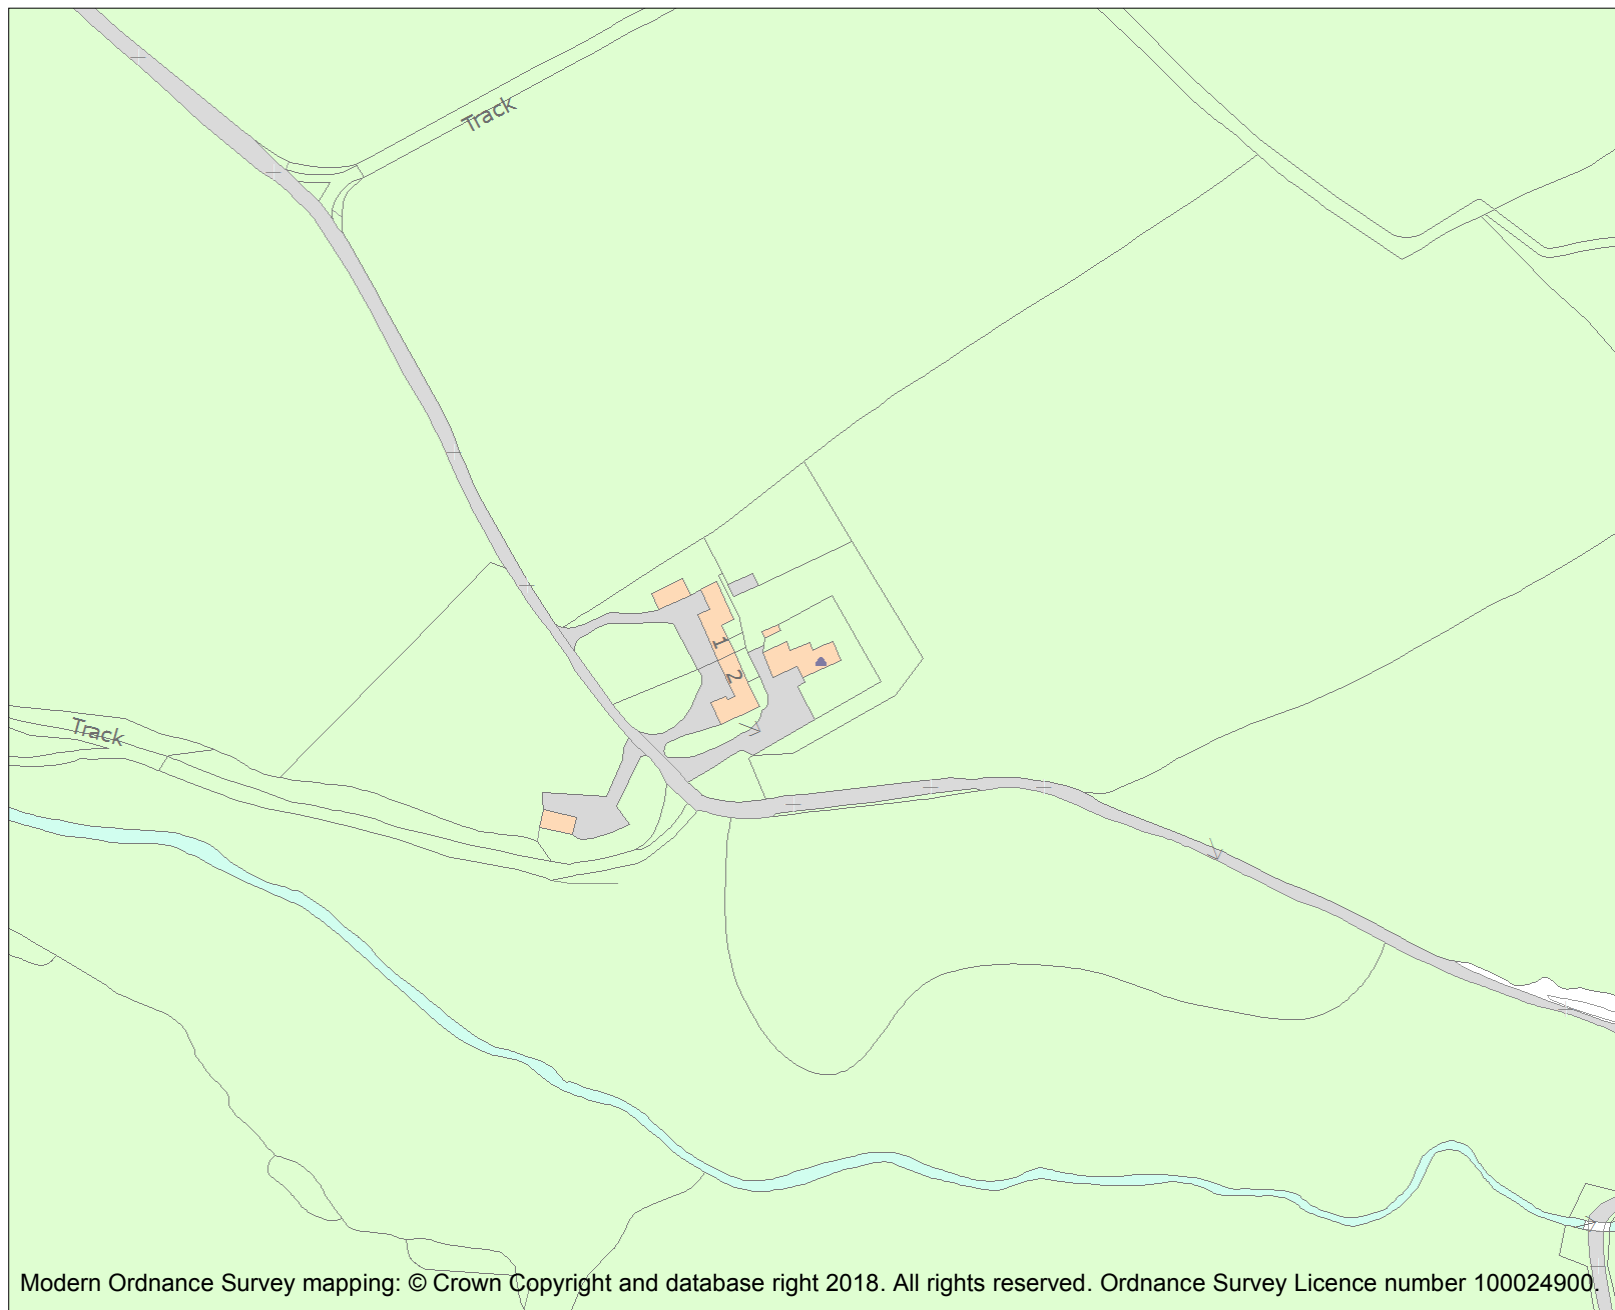 Track
1
2
Track
Modern Ordnance Survey mapping: © Crown Copyright and database right 2018. All rights reserved. Ordnance Survey Licence number 100024900.